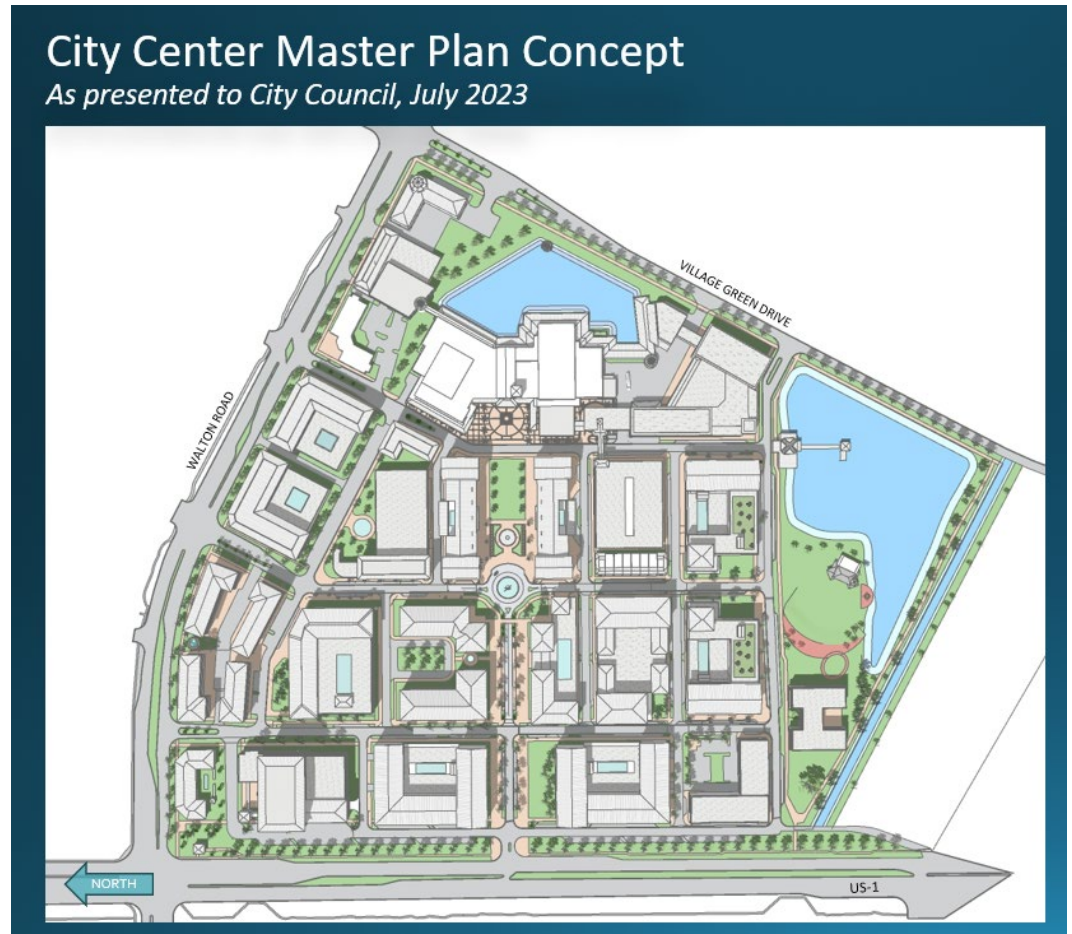 City Center Master Plan Concept
As presented to City Council, July 2023
VILLAGE GREEN DRIVE
WALTON ROAD
NORTH
US-1